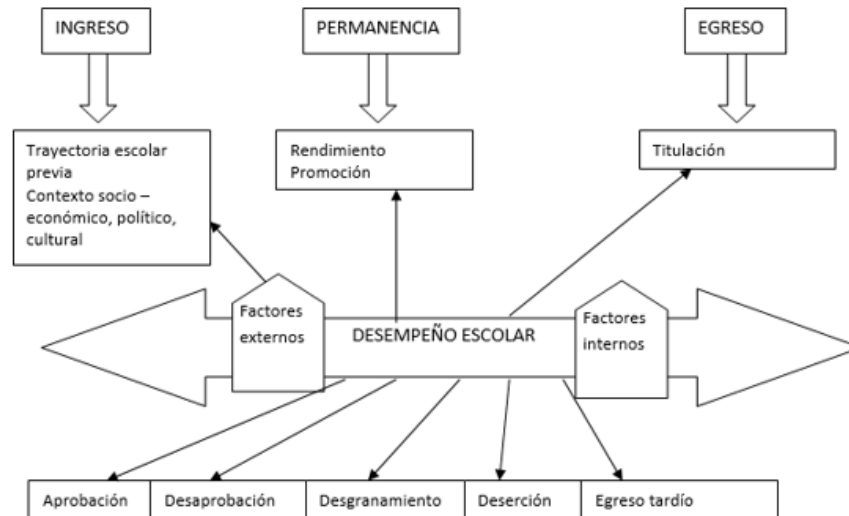 INGRESO
PERMANENCIA
EGRESO
Trayectoria escolar
previa
Contexto socio –
económico, político,
cultural
Rendimiento
Promoción
Titulación
Factores
externos
DESEMPEÑO ESCOLAR
Factores
internos
Aprobación
Desaprobación
Desgranamiento
Deserción
Egreso tardío